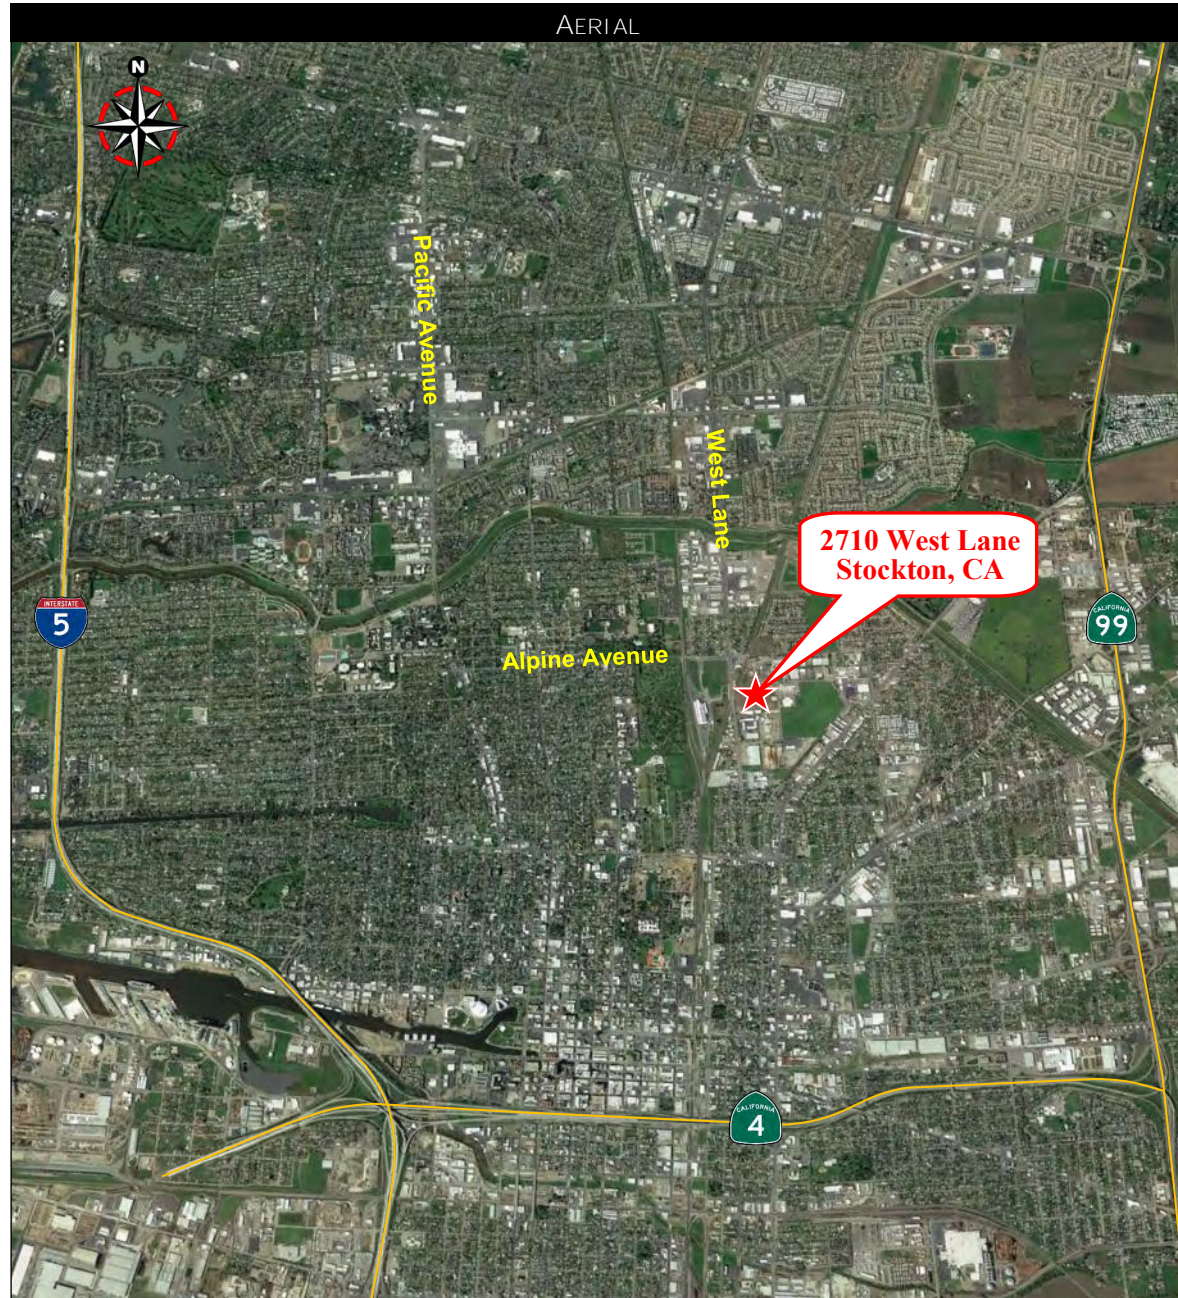 AERIAL
N
Pacific Avenue
West Lane
2710 West Lane
Stockton, CA
INTERSTATE
5
CALIFORNIA
99
Alpine Avenue
CALIFORNIA
4